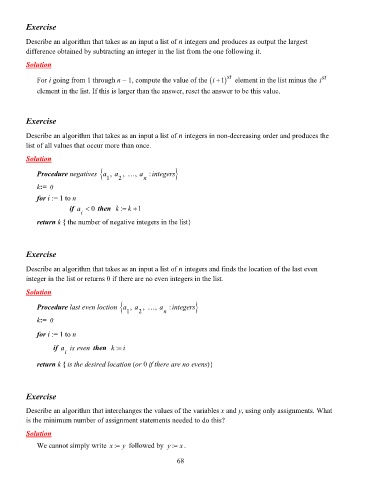 Exercise
Describe an algorithm that takes as an input a list of n integers and produces as output the largest
difference obtained by subtracting an integer in the list from the one following it.
Solution
For i going from 1 through n − 1, compute the value of the (i+1)st element in the list minus the ist
element in the list. If this is larger than the answer, reset the answer to be this value.
Exercise
Describe an algorithm that takes as an input a list of n integers in non-decreasing order and produces the
list of all values that occur more than once.
Solution
Procedure negatives {a1, a2, ..., an : integers}
k:= 0
for i := 1 to n
if ai < 0 then k := k + 1
return k { the number of negative integers in the list}
Exercise
Describe an algorithm that takes as an input a list of n integers and finds the location of the last even
integer in the list or returns 0 if there are no even integers in the list.
Solution
Procedure last even loction {a1, a2, ..., an : integers}
k:= 0
for i := 1 to n
if ai is even then k := i
return k { is the desired location (or 0 if there are no evens)}
Exercise
Describe an algorithm that interchanges the values of the variables x and y, using only assignments. What
is the minimum number of assignment statements needed to do this?
Solution
We cannot simply write x := y followed by y := x.
68